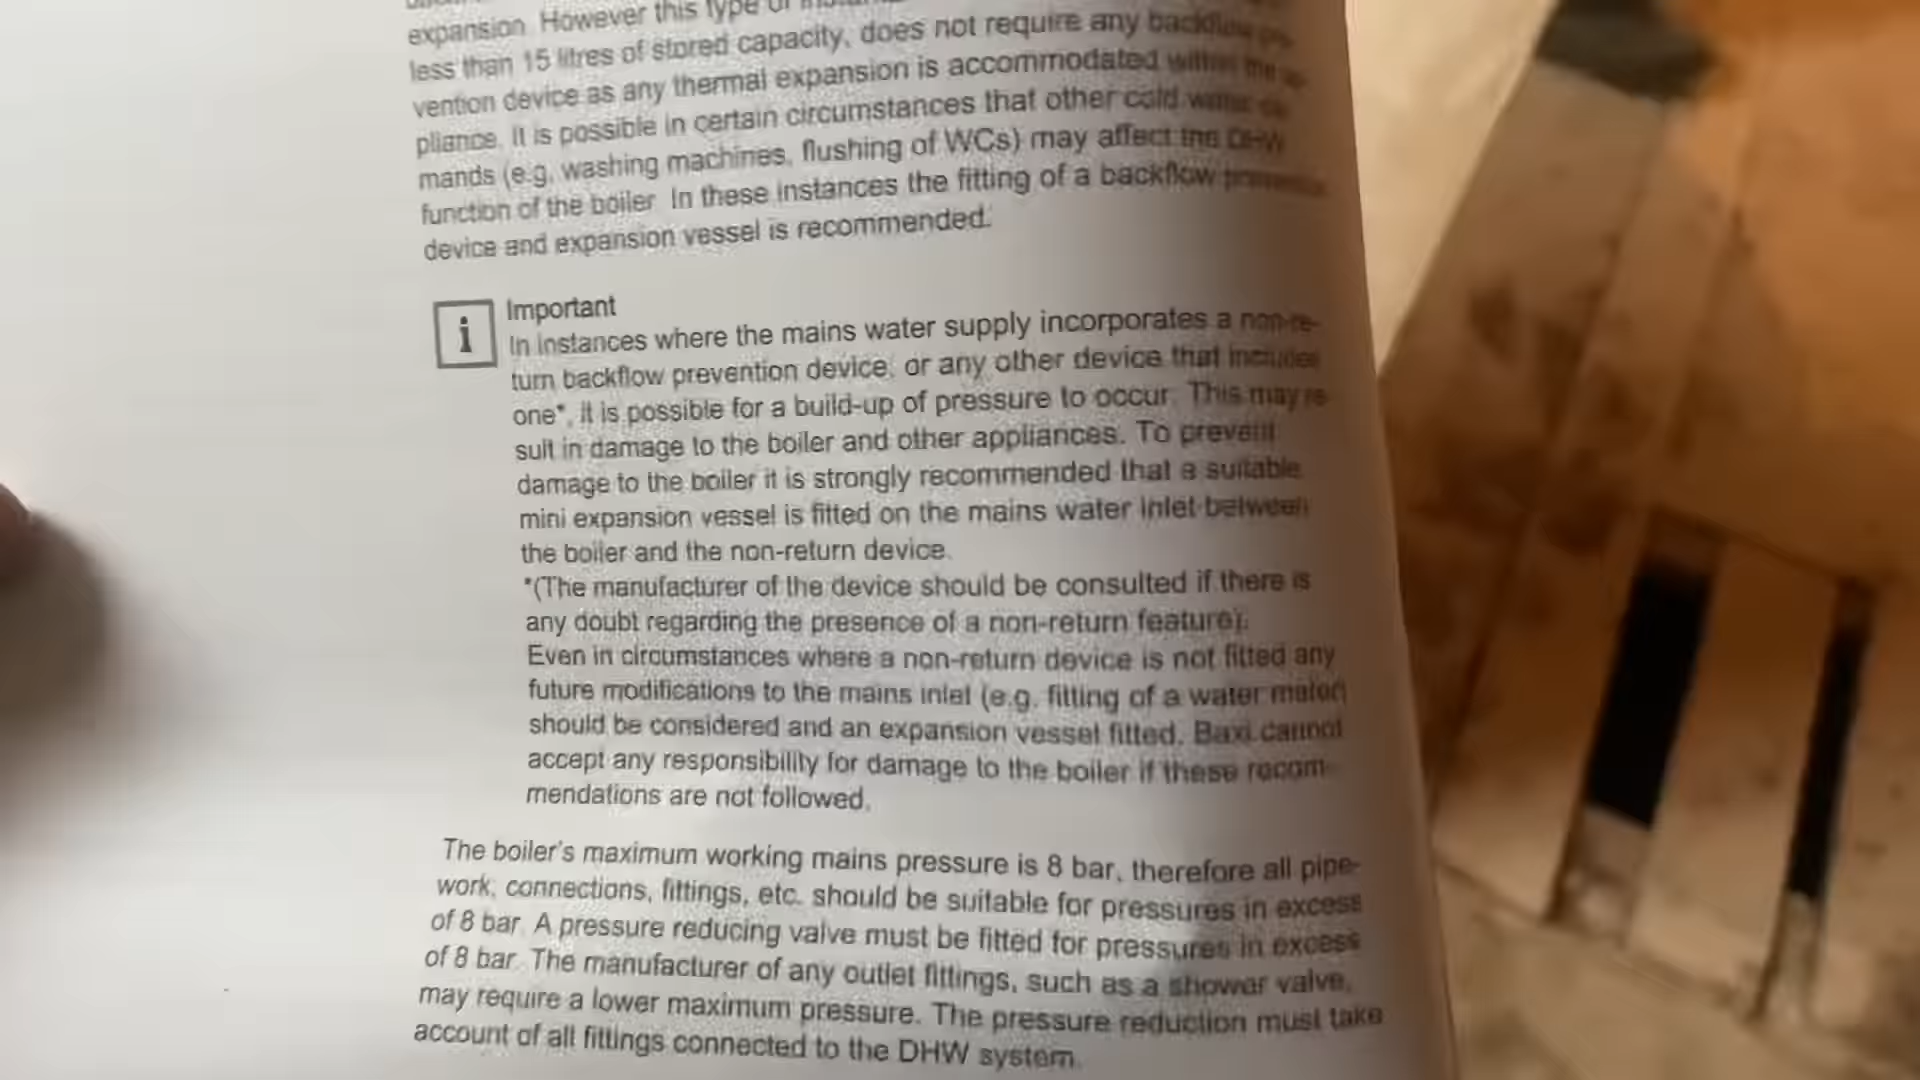 expansion. However this type of
less than 15 litres of stored capacity, does not require any backflow
vention device as any thermal expansion is accommodated within the
pliance. It is possible in certain circumstances that other cold water
mands (e.g. washing machines, flushing of WCs) may affect the DHW
function of the boiler. In these instances the fitting of a backflow
device and expansion vessel is recommended.
i Important
In instances where the mains water supply incorporates a non-re-
turn backflow prevention device, or any other device that includes
one*, it is possible for a build-up of pressure to occur. This may re-
sult in damage to the boiler and other appliances. To prevent
damage to the boiler it is strongly recommended that a suitable
mini expansion vessel is fitted on the mains water inlet between
the boiler and the non-return device.
*(The manufacturer of the device should be consulted if there is
any doubt regarding the presence of a non-return feature).
Even in circumstances where a non-return device is not fitted any
future modifications to the mains inlet (e.g. fitting of a water meter)
should be considered and an expansion vessel fitted. Baxi cannot
accept any responsibility for damage to the boiler if these recom-
mendations are not followed.
The boiler's maximum working mains pressure is 8 bar, therefore all pipe-
work, connections, fittings, etc. should be suitable for pressures in excess
of 8 bar. A pressure reducing valve must be fitted for pressures in excess
of 8 bar. The manufacturer of any outlet fittings, such as a shower valve,
may require a lower maximum pressure. The pressure reduction must take
account of all fittings connected to the DHW system.